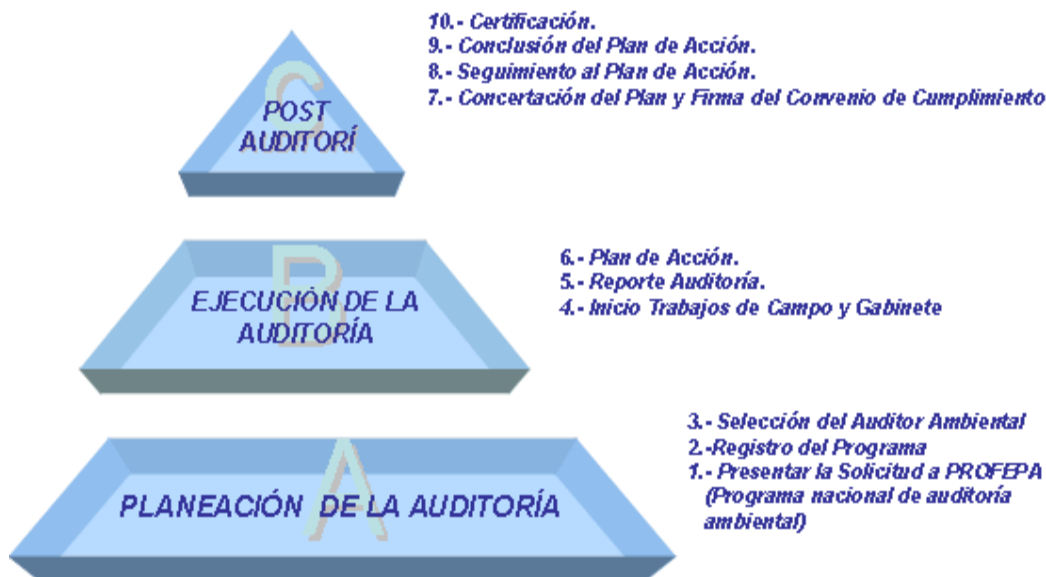 10.- Certificación.
9.- Conclusión del Plan de Acción.
8.- Seguimiento al Plan de Acción.
7.- Concertación del Plan y Firma del Convenio de Cumplimiento
C
POST
AUDITORÍ
6.- Plan de Acción.
5.- Reporte Auditoría.
4.- Inicio Trabajos de Campo y Gabinete
B
EJECUCIÓN DE LA
AUDITORÍA
3.- Selección del Auditor Ambiental
2.-Registro del Programa
1.- Presentar la Solicitud a PROFEPA
(Programa nacional de auditoría
ambiental)
A
PLANEACIÓN DE LA AUDITORÍA